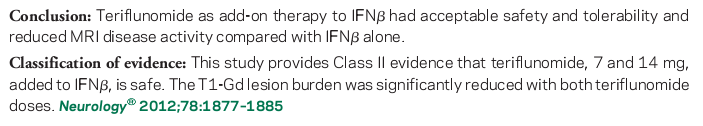 Conclusion: Teriflunomide as add-on therapy to IFNβ had acceptable safety and tolerability and
reduced MRI disease activity compared with IFNβ alone.
Classification of evidence: This study provides Class II evidence that teriflunomide, 7 and 14 mg,
added to IFNβ, is safe. The T1-Gd lesion burden was significantly reduced with both teriflunomide
doses. Neurology® 2012;78:1877–1885